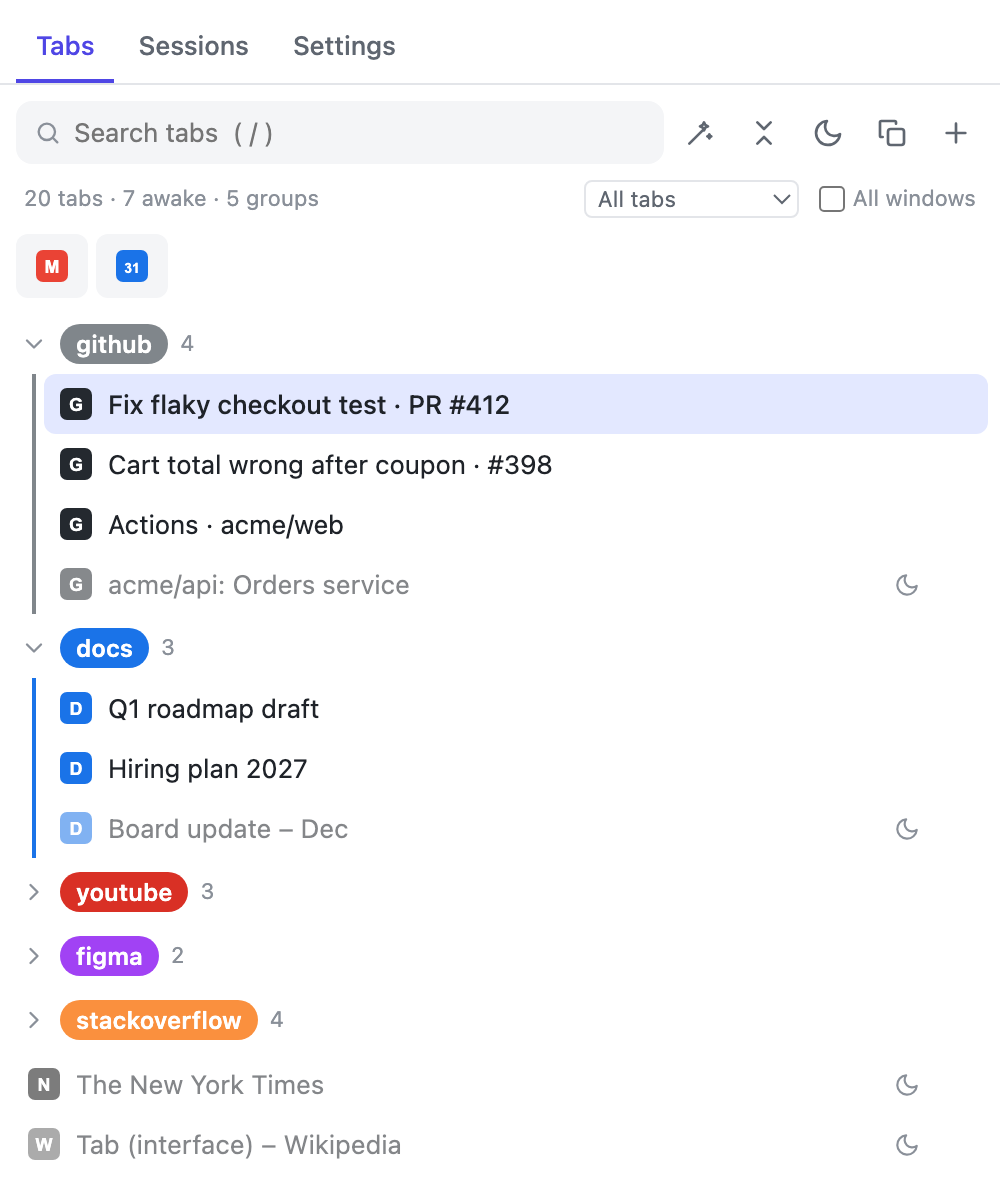 Tabs Sessions Settings
Search tabs ( / )
20 tabs · 7 awake · 5 groups All tabs All windows
M 31
github 4
G Fix flaky checkout test · PR #412
G Cart total wrong after coupon · #398
G Actions · acme/web
G acme/api: Orders service
docs 3
D Q1 roadmap draft
D Hiring plan 2027
D Board update – Dec
youtube 3
figma 2
stackoverflow 4
N The New York Times
W Tab (interface) – Wikipedia